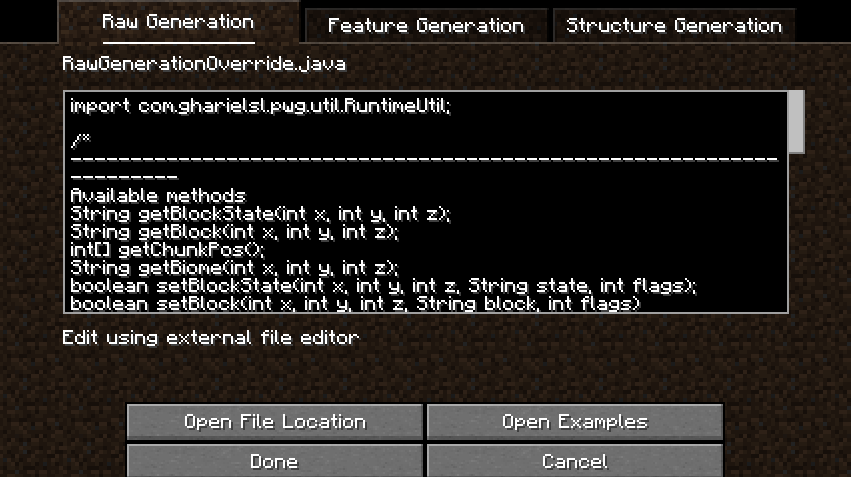 Raw Generation
Feature Generation
Structure Generation
RawGenerationOverride.java
import com.gharielsl.pwg.util.RuntimeUtil;
/*
------------------------------------------------------------
---------
Available methods
String getBlockState(int x, int y, int z);
String getBlock(int x, int y, int z);
int[] getChunkPos();
String getBiome(int x, int y, int z);
boolean setBlockState(int x, int y, int z, String state, int flags);
boolean setBlock(int x, int y, int z, String block, int flags)
Edit using external file editor
Open File Location
Open Examples
Done
Cancel